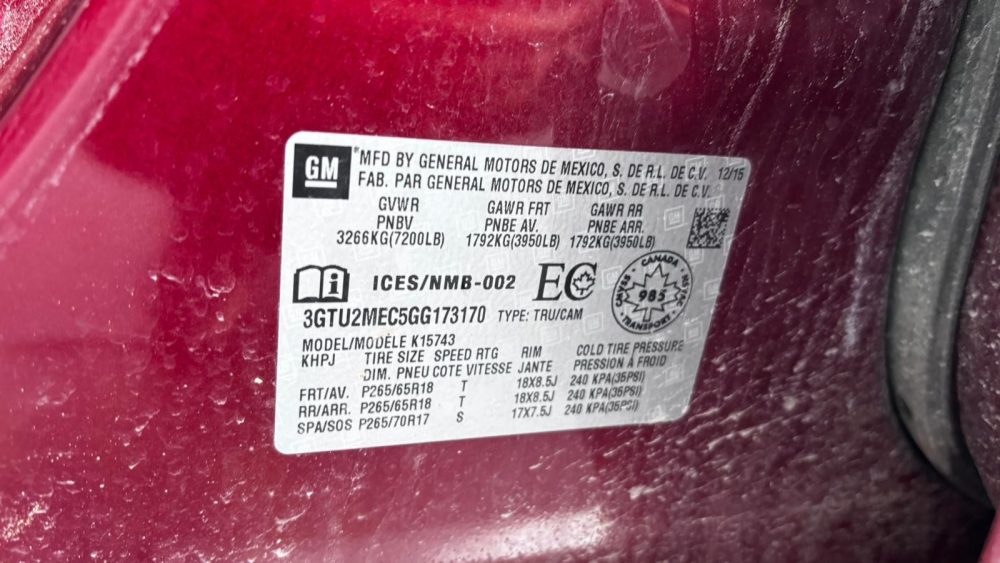 GM
MFD BY GENERAL MOTORS DE MEXICO, S. DE R.L. DE C.V. 12/15
FAB. PAR GENERAL MOTORS DE MEXICO, S. DE R.L. DE C.V.
GVWR GAWR FRT GAWR RR
PNBV PNBE AV. PNBE ARR.
3266KG(7200LB) 1792KG(3950LB) 1792KG(3950LB)
i ICES/NMB-002 EC
CANADA
CMVSS NSVAC
985
TRANSPORT
3GTU2MEC5GG173170 TYPE: TRU/CAM
MODEL/MODÈLE K15743
KHPJ TIRE SIZE SPEED RTG RIM COLD TIRE PRESSURE
DIM. PNEU COTE VITESSE JANTE PRESSION A FROID
FRT/AV. P265/65R18 T 18X8.5J 240 KPA(35PSI)
RR/ARR. P265/65R18 T 18X8.5J 240 KPA(35PSI)
SPA/SOS P265/70R17 S 17X7.5J 240 KPA(35PSI)